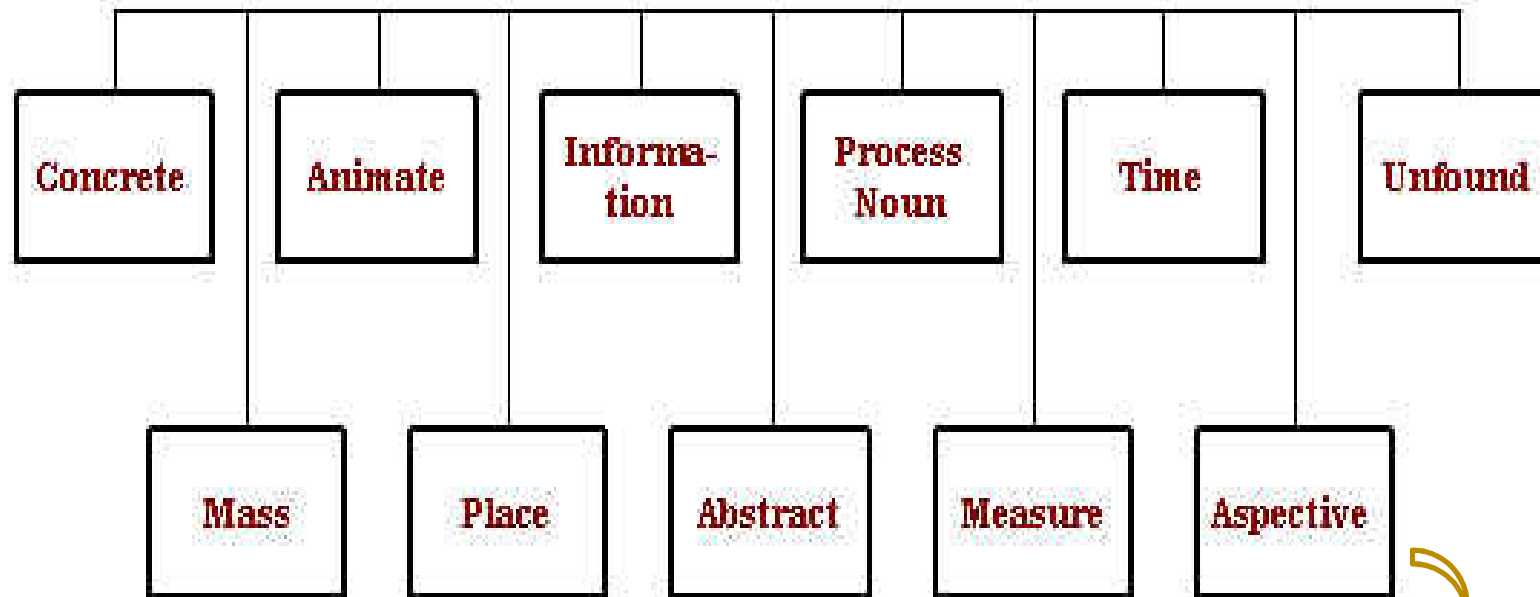 Concrete
Animate
Informa-
tion
Process
Noun
Time
Unfound
Mass
Place
Abstract
Measure
Aspective